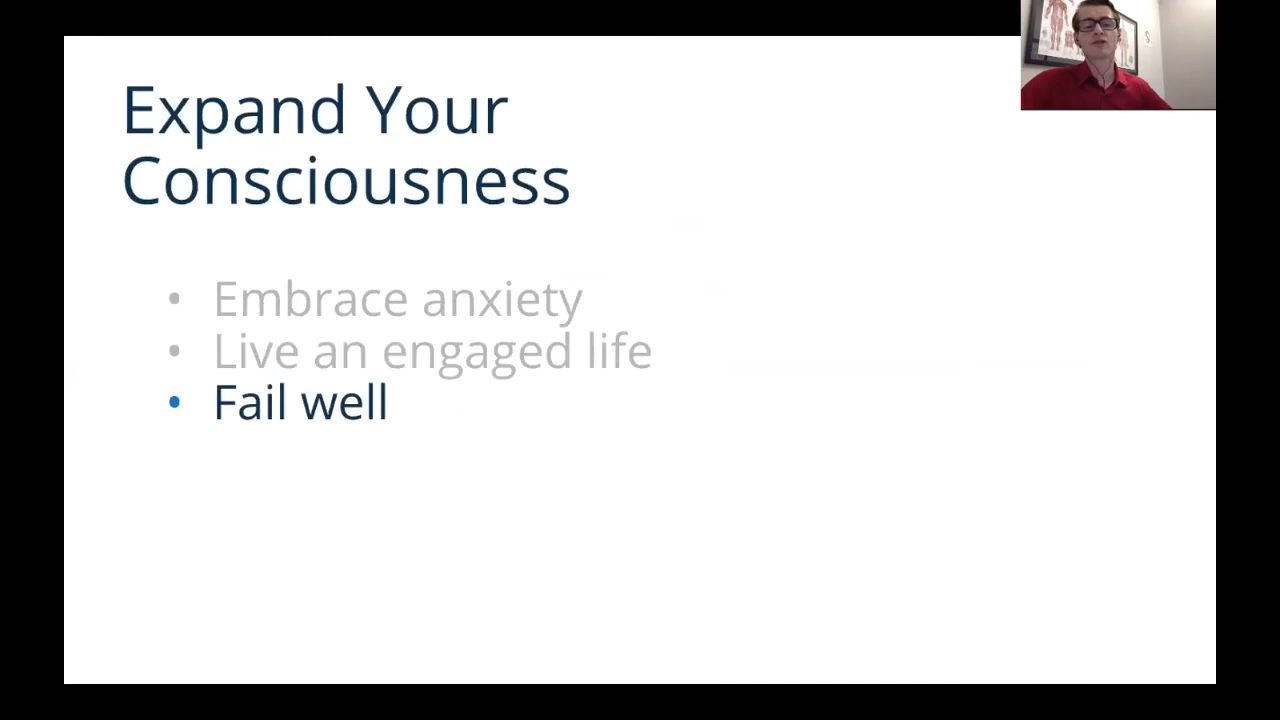 Expand Your
Consciousness
• Embrace anxiety
• Live an engaged life
• Fail well